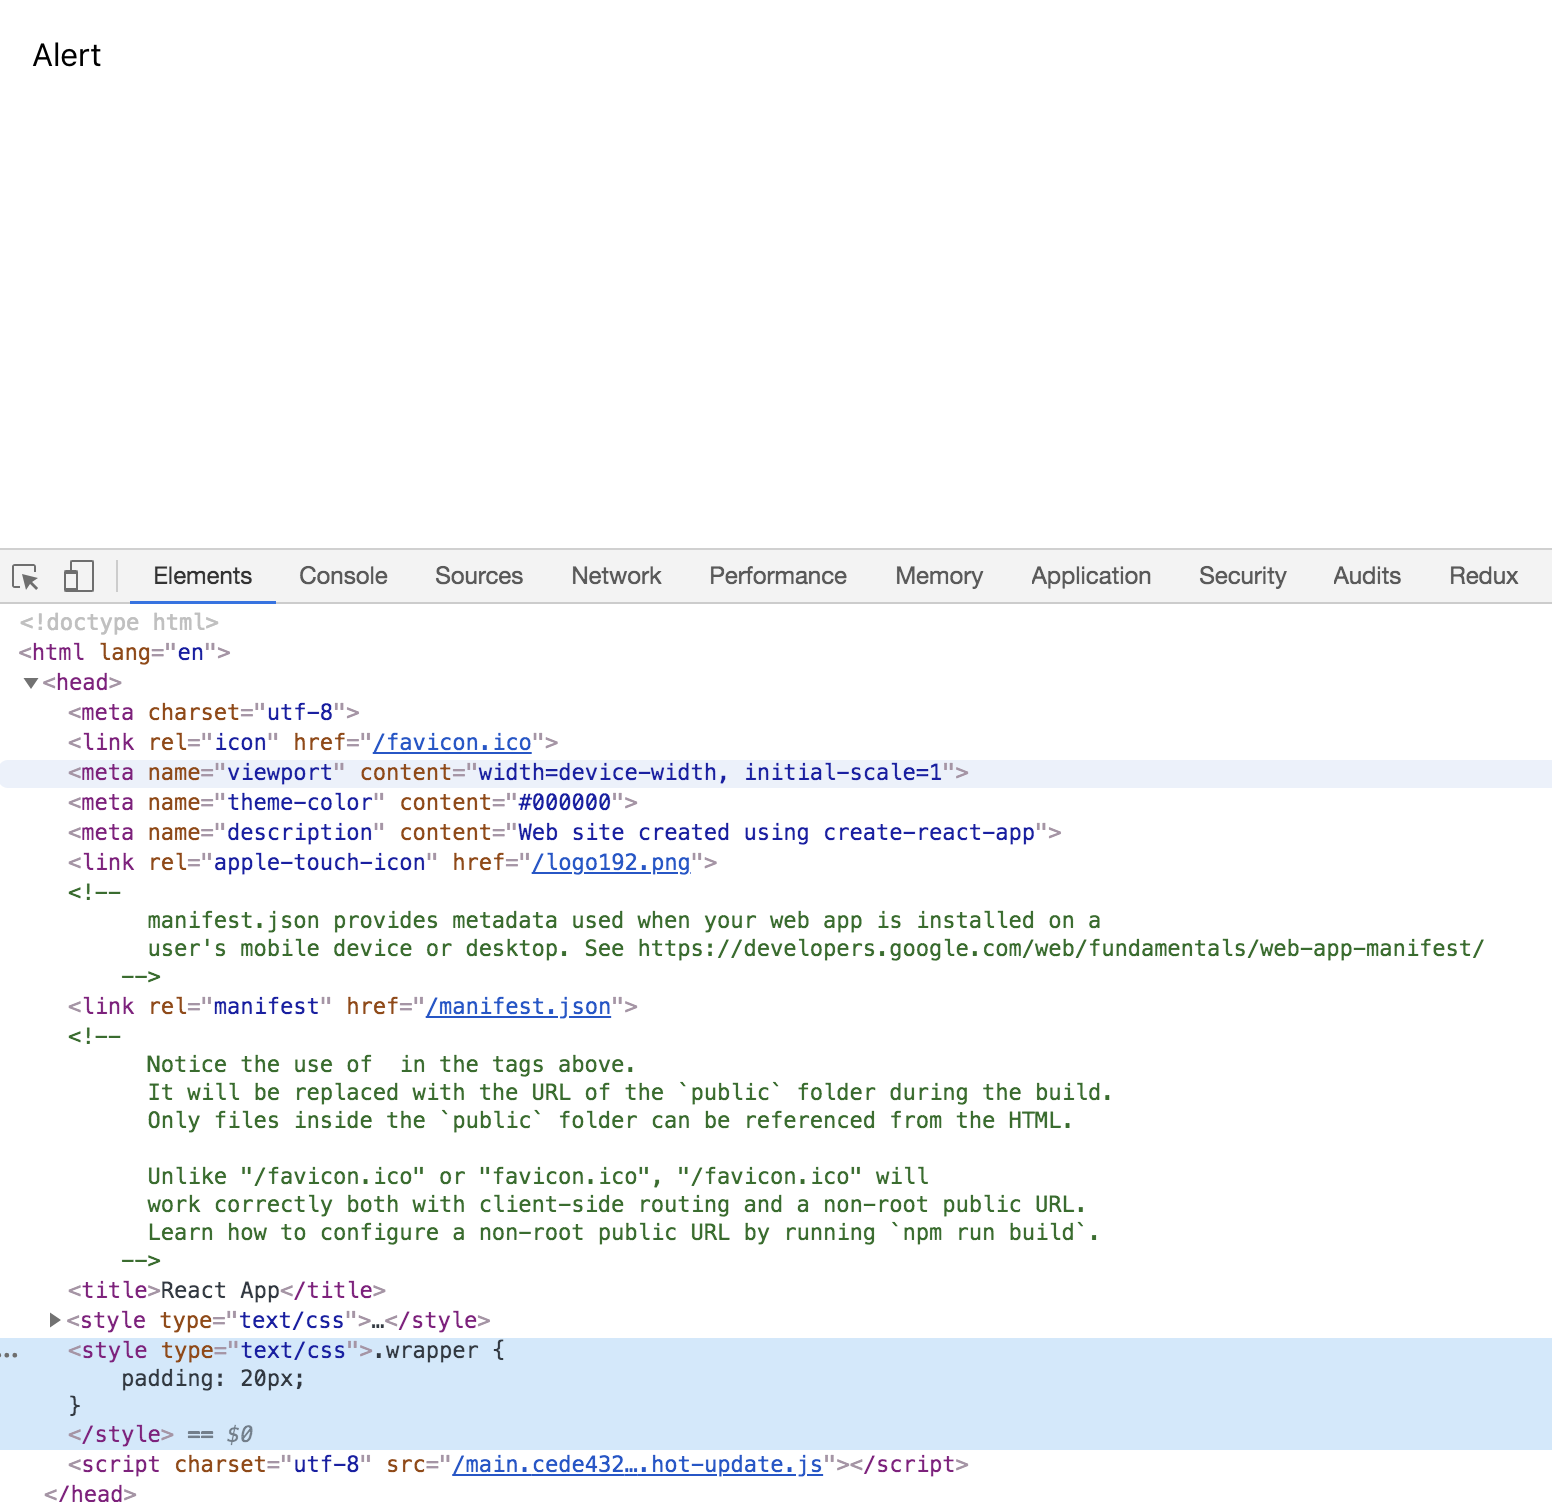 Alert
Elements Console Sources Network Performance Memory Application Security Audits Redux
<!doctype html>
<html lang="en">
<head>
<meta charset="utf-8">
<link rel="icon" href="/favicon.ico">
<meta name="viewport" content="width=device-width, initial-scale=1">
<meta name="theme-color" content="#000000">
<meta name="description" content="Web site created using create-react-app">
<link rel="apple-touch-icon" href="/logo192.png">
<!--
manifest.json provides metadata used when your web app is installed on a
user's mobile device or desktop. See https://developers.google.com/web/fundamentals/web-app-manifest/
-->
<link rel="manifest" href="/manifest.json">
<!--
Notice the use of  in the tags above.
It will be replaced with the URL of the `public` folder during the build.
Only files inside the `public` folder can be referenced from the HTML.
Unlike "/favicon.ico" or "favicon.ico", "/favicon.ico" will
work correctly both with client-side routing and a non-root public URL.
Learn how to configure a non-root public URL by running `npm run build`.
-->
<title>React App</title>
<style type="text/css">…</style>
… <style type="text/css">.wrapper {
padding: 20px;
}
</style> == $0
<script charset="utf-8" src="/main.cede432….hot-update.js"></script>
</head>